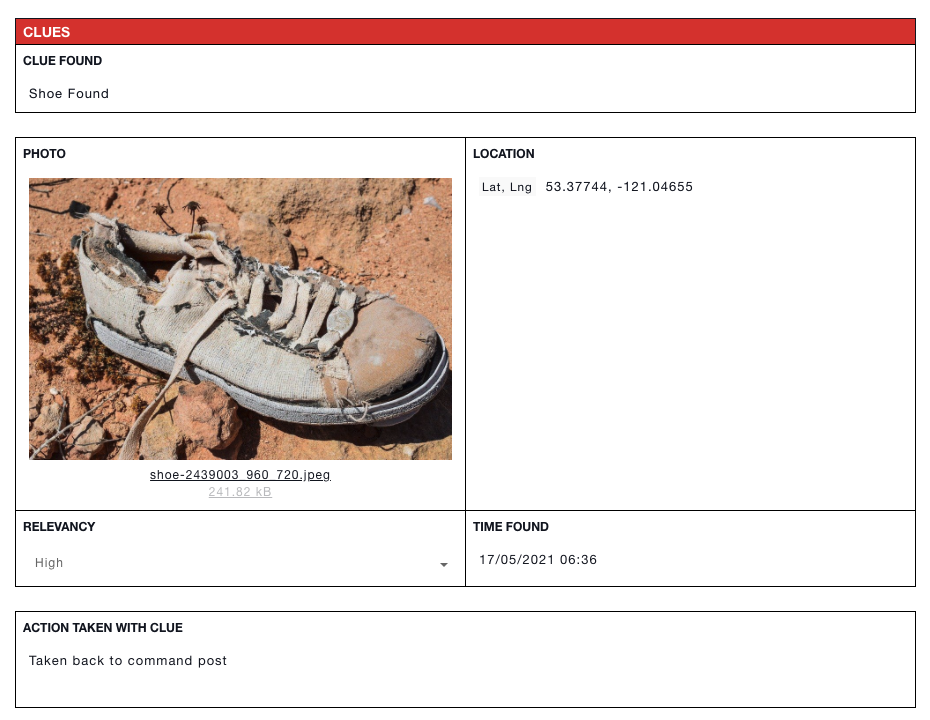 CLUES
CLUE FOUND
Shoe Found
PHOTO
LOCATION
Lat, Lng 53.37744, -121.04655
shoe-2439003_960_720.jpeg
241.82 kB
RELEVANCY
High
TIME FOUND
17/05/2021 06:36
ACTION TAKEN WITH CLUE
Taken back to command post